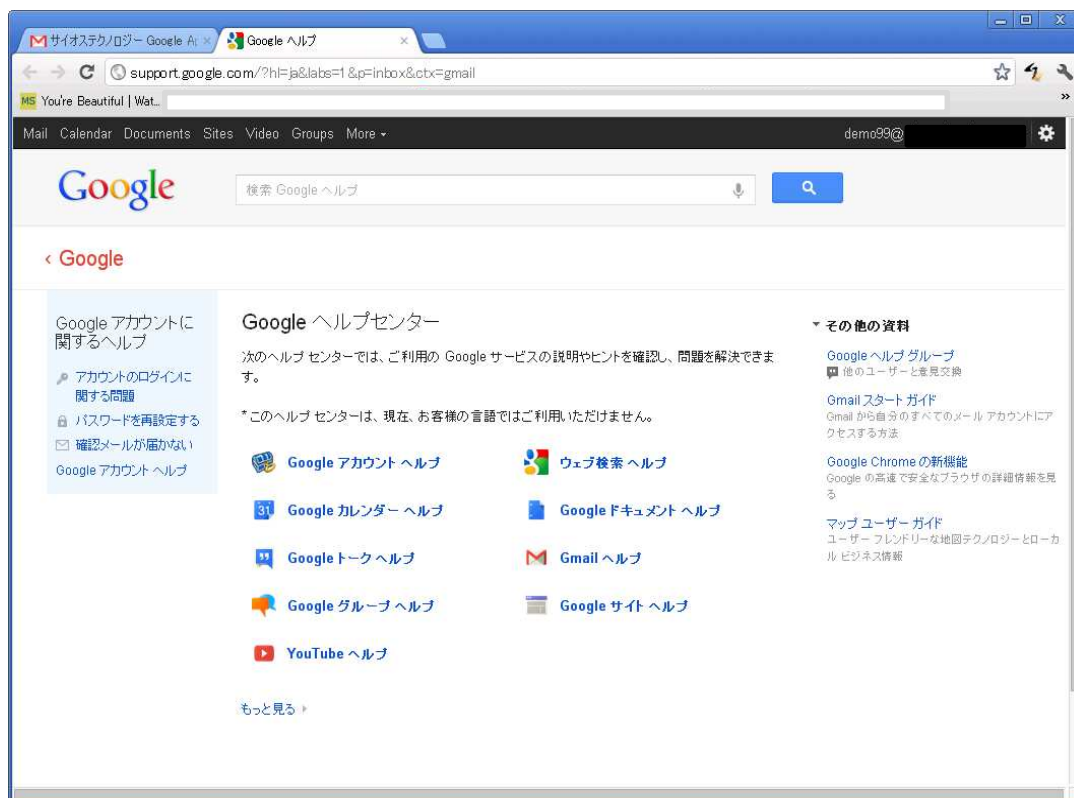 サイオステクノロジー Google A
Google ヘルプ
support.google.com/?hl=ja&labs=1&p=inbox&ctx=gmail
MS You're Beautiful | Wat...
Mail Calendar Documents Sites Video Groups More
demo99@
Google
検索 Google ヘルプ
‹ Google
Google アカウントに
関するヘルプ
アカウントのログインに
関する問題
パスワードを再設定する
確認メールが届かない
Google アカウント ヘルプ
Google ヘルプセンター
次のヘルプ センターでは、ご利用の Google サービスの説明やヒントを確認し、問題を解決できま
す。
*このヘルプ センターは、現在、お客様の言語ではご利用いただけません。
Google アカウント ヘルプ
ウェブ検索 ヘルプ
31 Google カレンダー ヘルプ
Google ドキュメント ヘルプ
Google トーク ヘルプ
Gmail ヘルプ
Google グループ ヘルプ
Google サイト ヘルプ
YouTube ヘルプ
もっと見る
その他の資料
Google ヘルプ グループ
他のユーザーと意見交換
Gmail スタート ガイド
Gmail から自分のすべてのメール アカウントにア
クセスする方法
Google Chrome の新機能
Google の高速で安全なブラウザの詳細情報を見
る
マップ ユーザー ガイド
ユーザー フレンドリーな地図テクノロジーとローカ
ル ビジネス情報